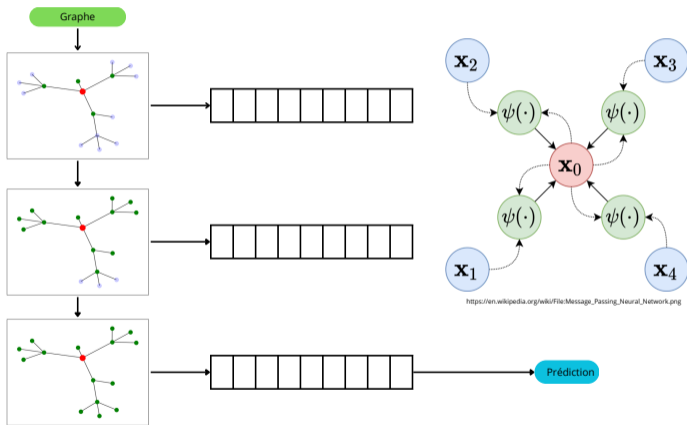 Graphe
x₂
x₃
ψ(·)
ψ(·)
x₀
ψ(·)
ψ(·)
x₁
x₄
https://en.wikipedia.org/wiki/File:Message_Passing_Neural_Network.png
Prédiction